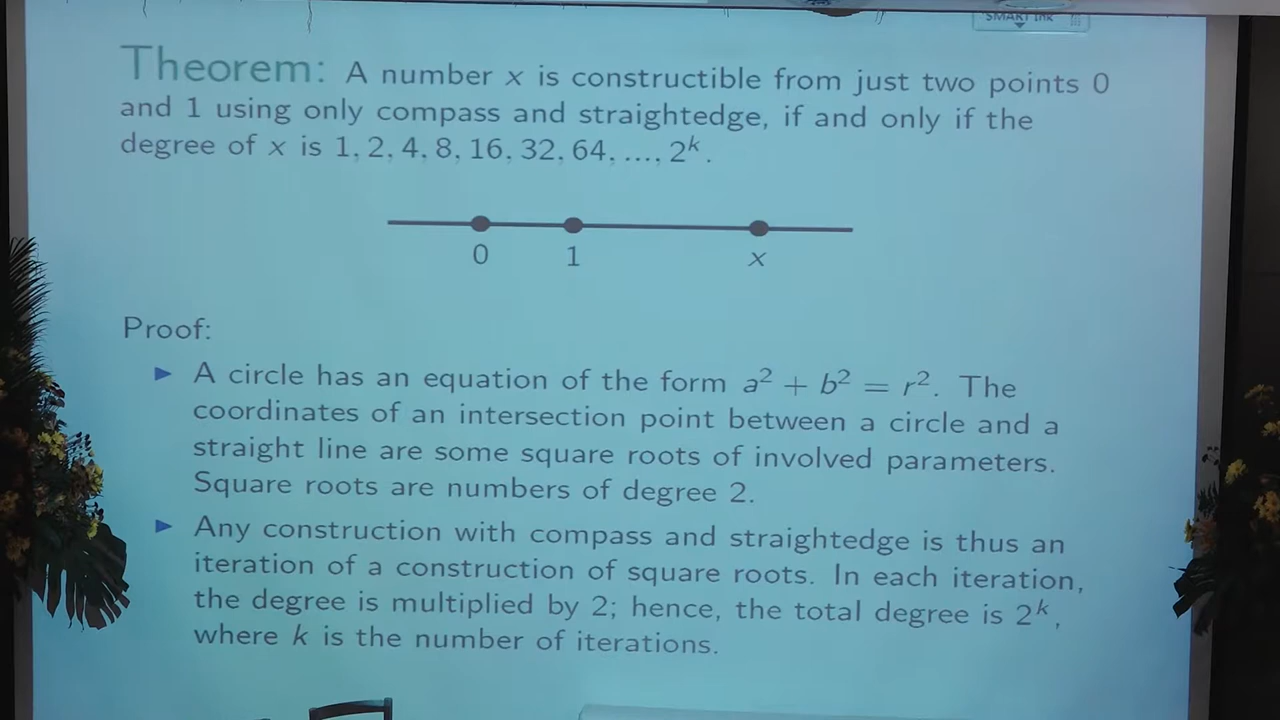 SMART Ink
Theorem: A number x is constructible from just two points 0
and 1 using only compass and straightedge, if and only if the
degree of x is 1, 2, 4, 8, 16, 32, 64, ..., 2ᵏ.
0 1 x
Proof:
▶ A circle has an equation of the form a² + b² = r². The
coordinates of an intersection point between a circle and a
straight line are some square roots of involved parameters.
Square roots are numbers of degree 2.
▶ Any construction with compass and straightedge is thus an
iteration of a construction of square roots. In each iteration,
the degree is multiplied by 2; hence, the total degree is 2ᵏ,
where k is the number of iterations.